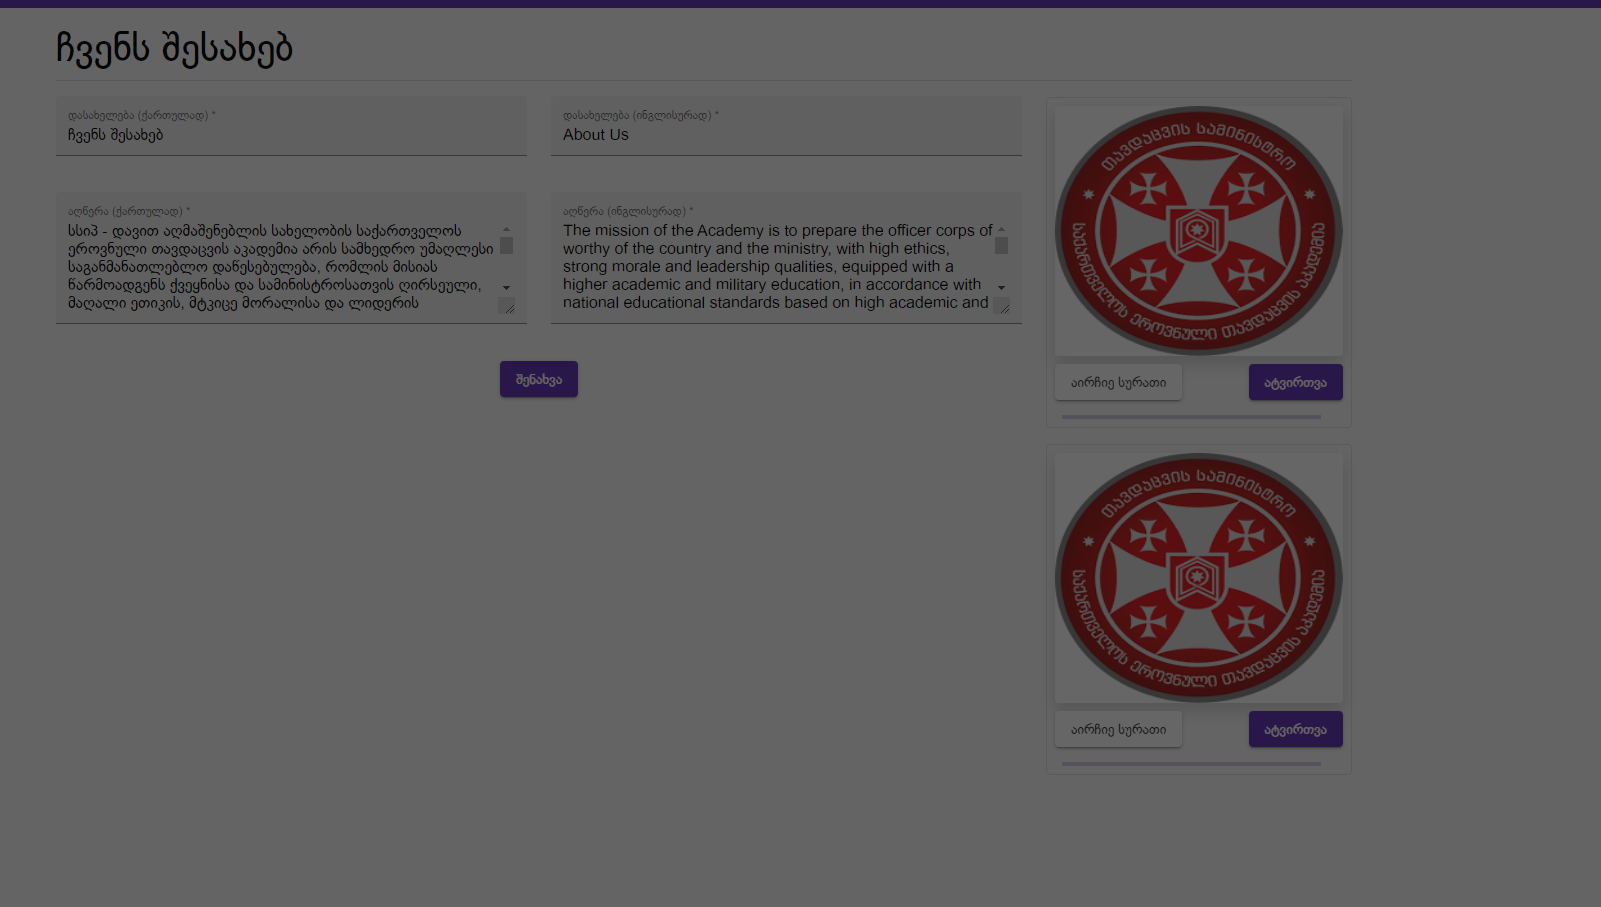 ჩვენს შესახებ
დასახელება (ქართულად) *
ჩვენს შესახებ
დასახელება (ინგლისურად) *
About Us
აღწერა (ქართულად) *
სსიპ - დავით აღმაშენებლის სახელობის საქართველოს
ეროვნული თავდაცვის აკადემია არის სამხედრო უმაღლესი
საგანმანათლებლო დაწესებულება, რომლის მისიას
წარმოადგენს ქვეყნისა და სამინისტროსათვის ღირსეული,
მაღალი ეთიკის, მტკიცე მორალისა და ლიდერის
აღწერა (ინგლისურად) *
The mission of the Academy is to prepare the officer corps of
worthy of the country and the ministry, with high ethics,
strong morale and leadership qualities, equipped with a
higher academic and military education, in accordance with
national educational standards based on high academic and
შენახვა
თავდაცვის სამინისტრო
საქართველოს ეროვნული თავდაცვის აკადემია
აირჩიე სურათი
ატვირთვა
თავდაცვის სამინისტრო
საქართველოს ეროვნული თავდაცვის აკადემია
აირჩიე სურათი
ატვირთვა